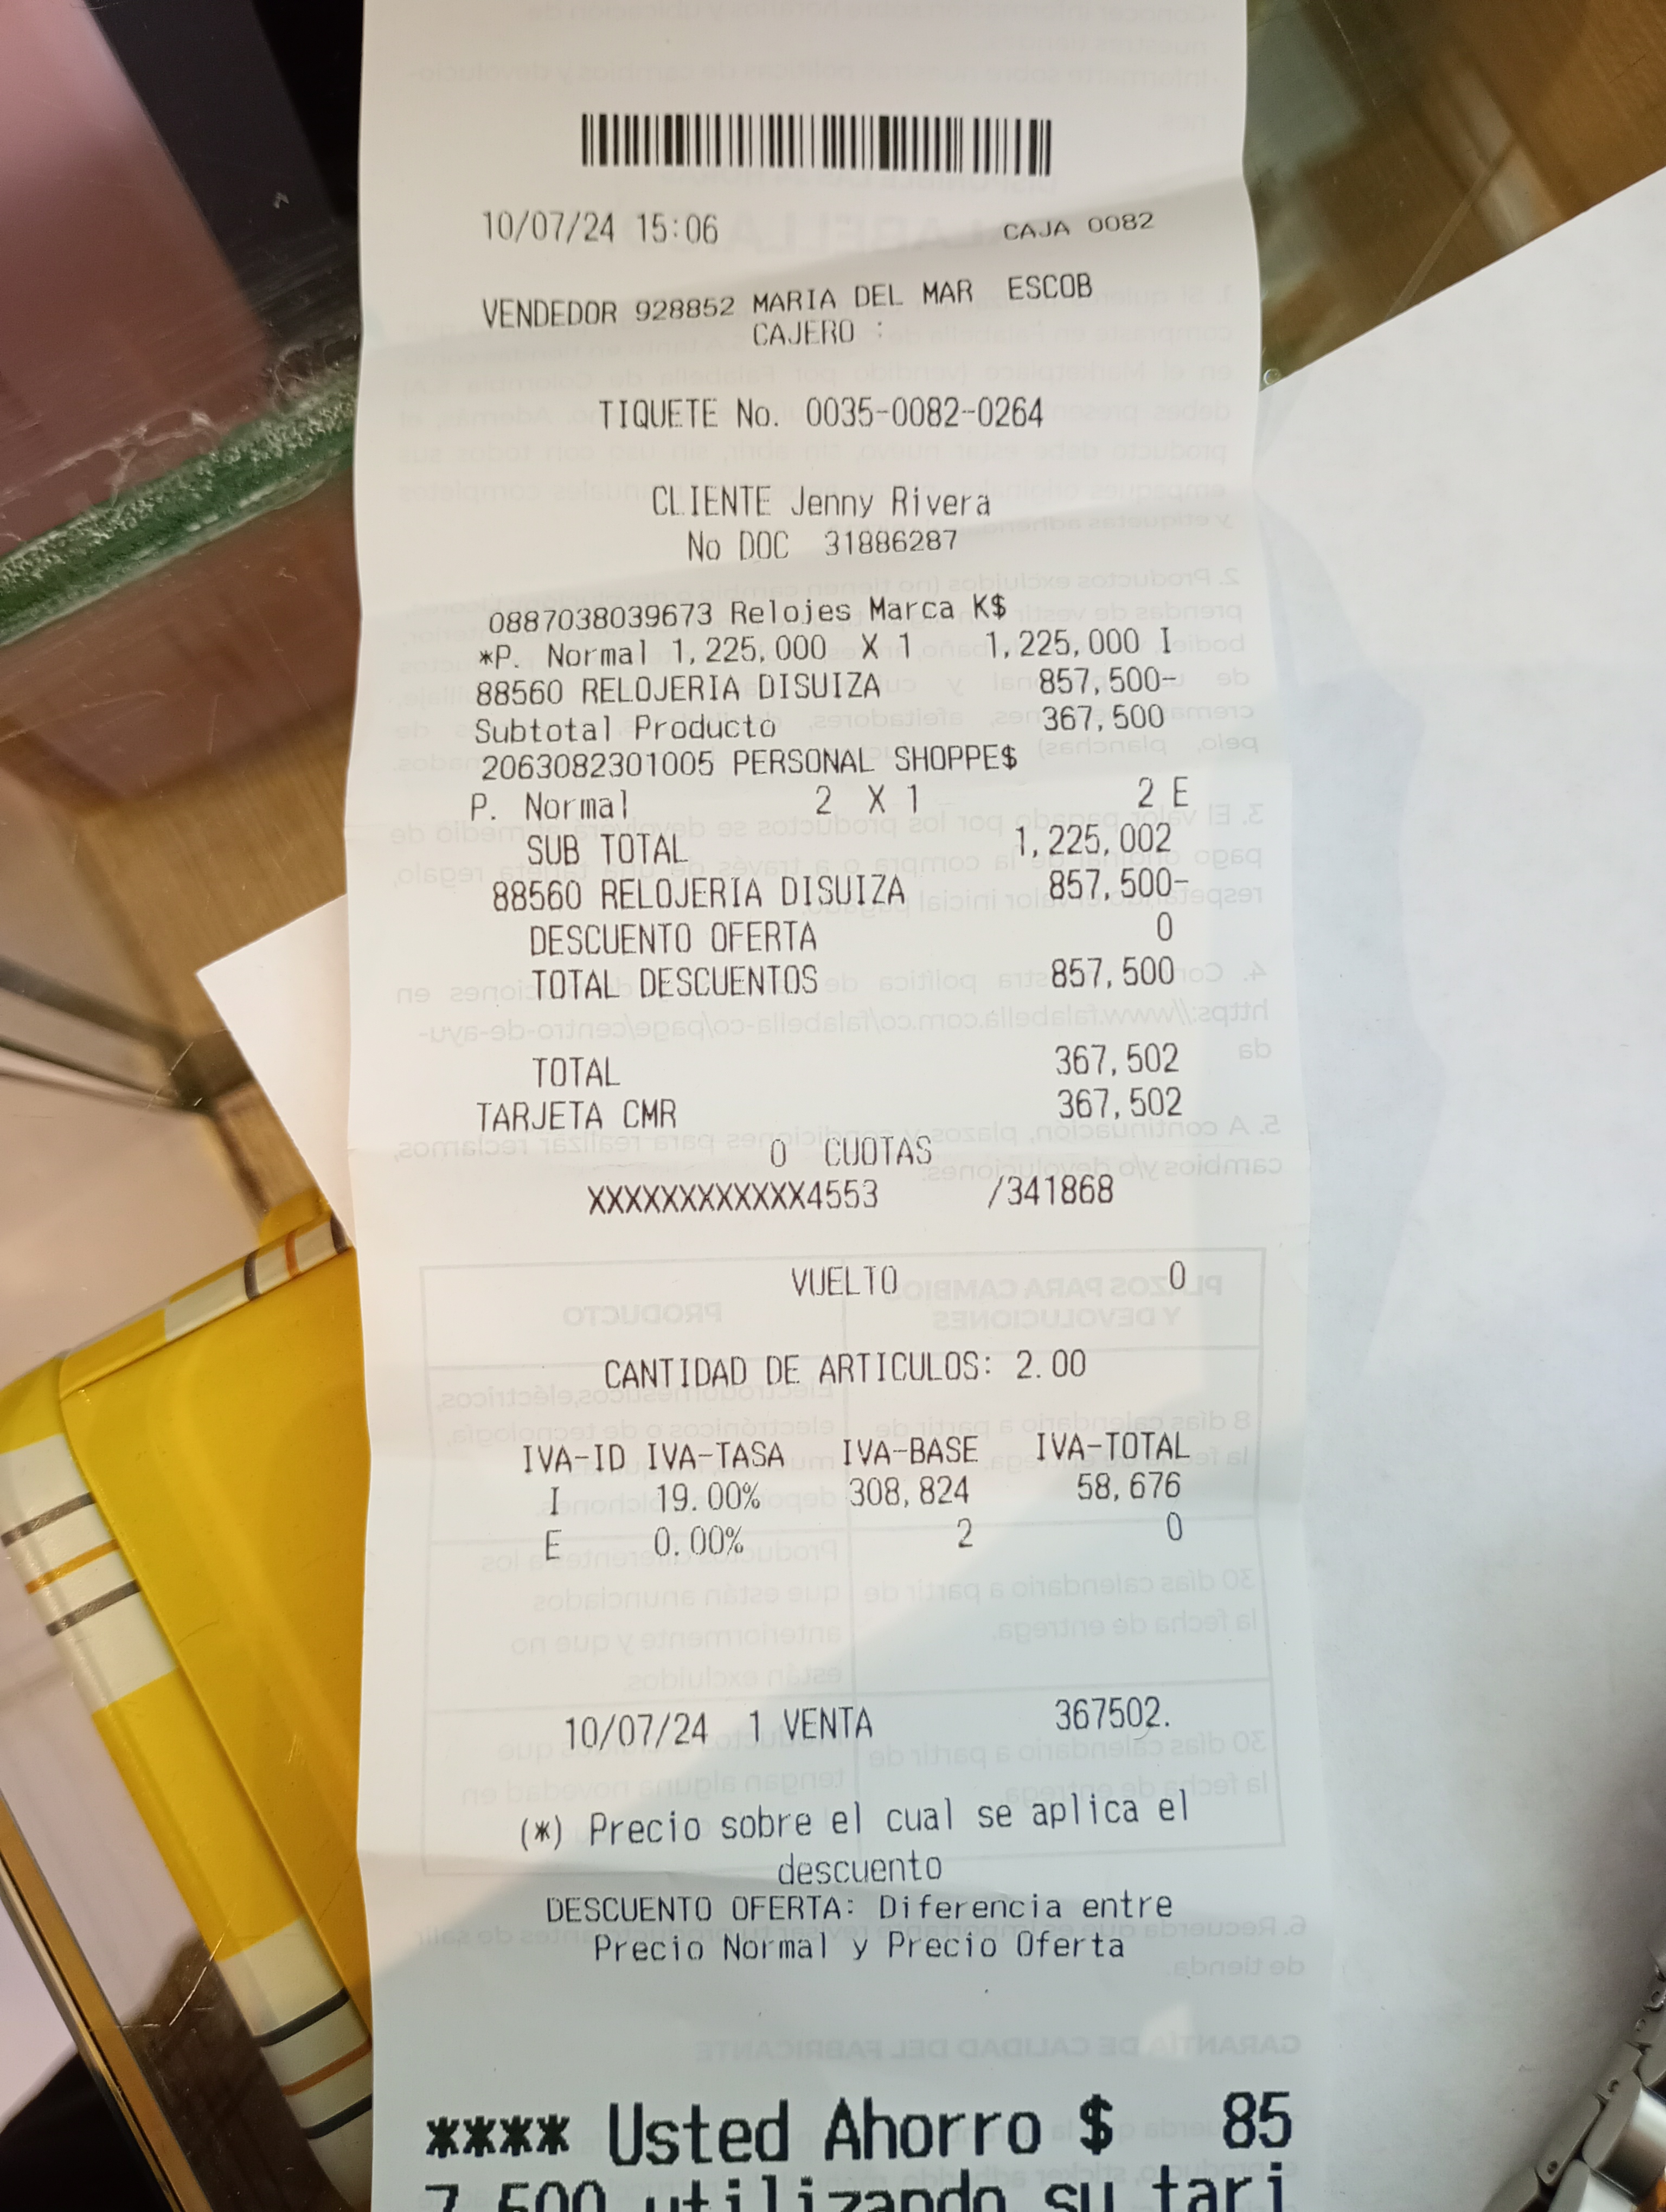 10/07/24 15:06 CAJA 0082
VENDEDOR 928852 MARIA DEL MAR ESCOB
CAJERO :
TIQUETE No. 0035-0082-0264
CLIENTE Jenny Rivera
No DOC 31886287
0887038039673 Relojes Marca K$
*P. Normal 1,225,000 X 1 1,225,000 I
88560 RELOJERIA DISUIZA 857,500-
Subtotal Producto 367,500
2063082301005 PERSONAL SHOPPE$
P. Normal 2 X 1 2 E
SUB TOTAL 1,225,002
88560 RELOJERIA DISUIZA 857,500-
DESCUENTO OFERTA 0
TOTAL DESCUENTOS 857,500
TOTAL 367,502
TARJETA CMR 367,502
0 CUOTAS
XXXXXXXXXXXX4553 /341868
VUELTO 0
CANTIDAD DE ARTICULOS: 2.00
IVA-ID IVA-TASA IVA-BASE IVA-TOTAL
I 19.00% 308,824 58,676
E 0.00% 2 0
10/07/24 1 VENTA 367502.
(*) Precio sobre el cual se aplica el
descuento
DESCUENTO OFERTA: Diferencia entre
Precio Normal y Precio Oferta
**** Usted Ahorro $ 85
7,500 utilizando su tarj